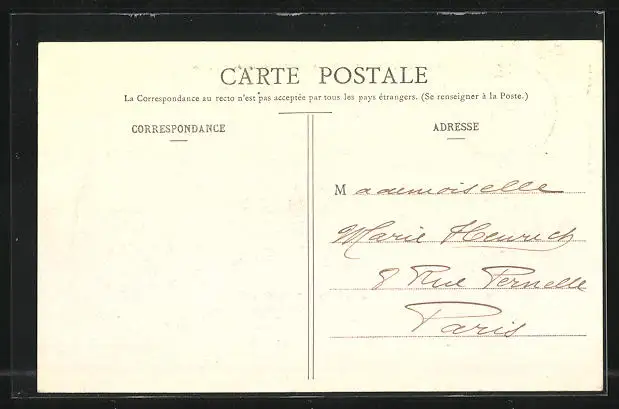 CARTE POSTALE
La Correspondance au recto n'est pas acceptée par tous les pays étrangers. (Se renseigner à la Poste.)
CORRESPONDANCE
ADRESSE
Mademoiselle
Marie Henrich
8 Rue Pernelle
Paris